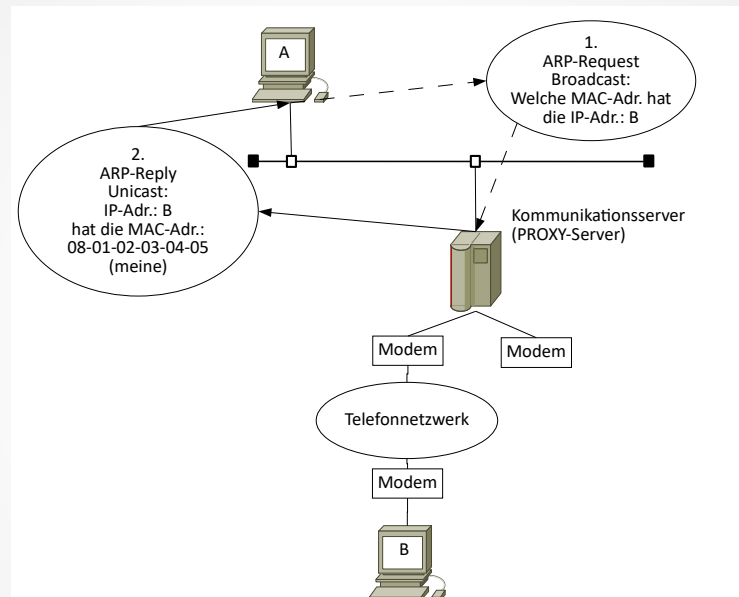 A
1.
ARP-Request
Broadcast:
Welche MAC-Adr. hat
die IP-Adr.: B
2.
ARP-Reply
Unicast:
IP-Adr.: B
hat die MAC-Adr.:
08-01-02-03-04-05
(meine)
Kommunikationsserver
(PROXY-Server)
Modem
Modem
Telefonnetzwerk
Modem
B